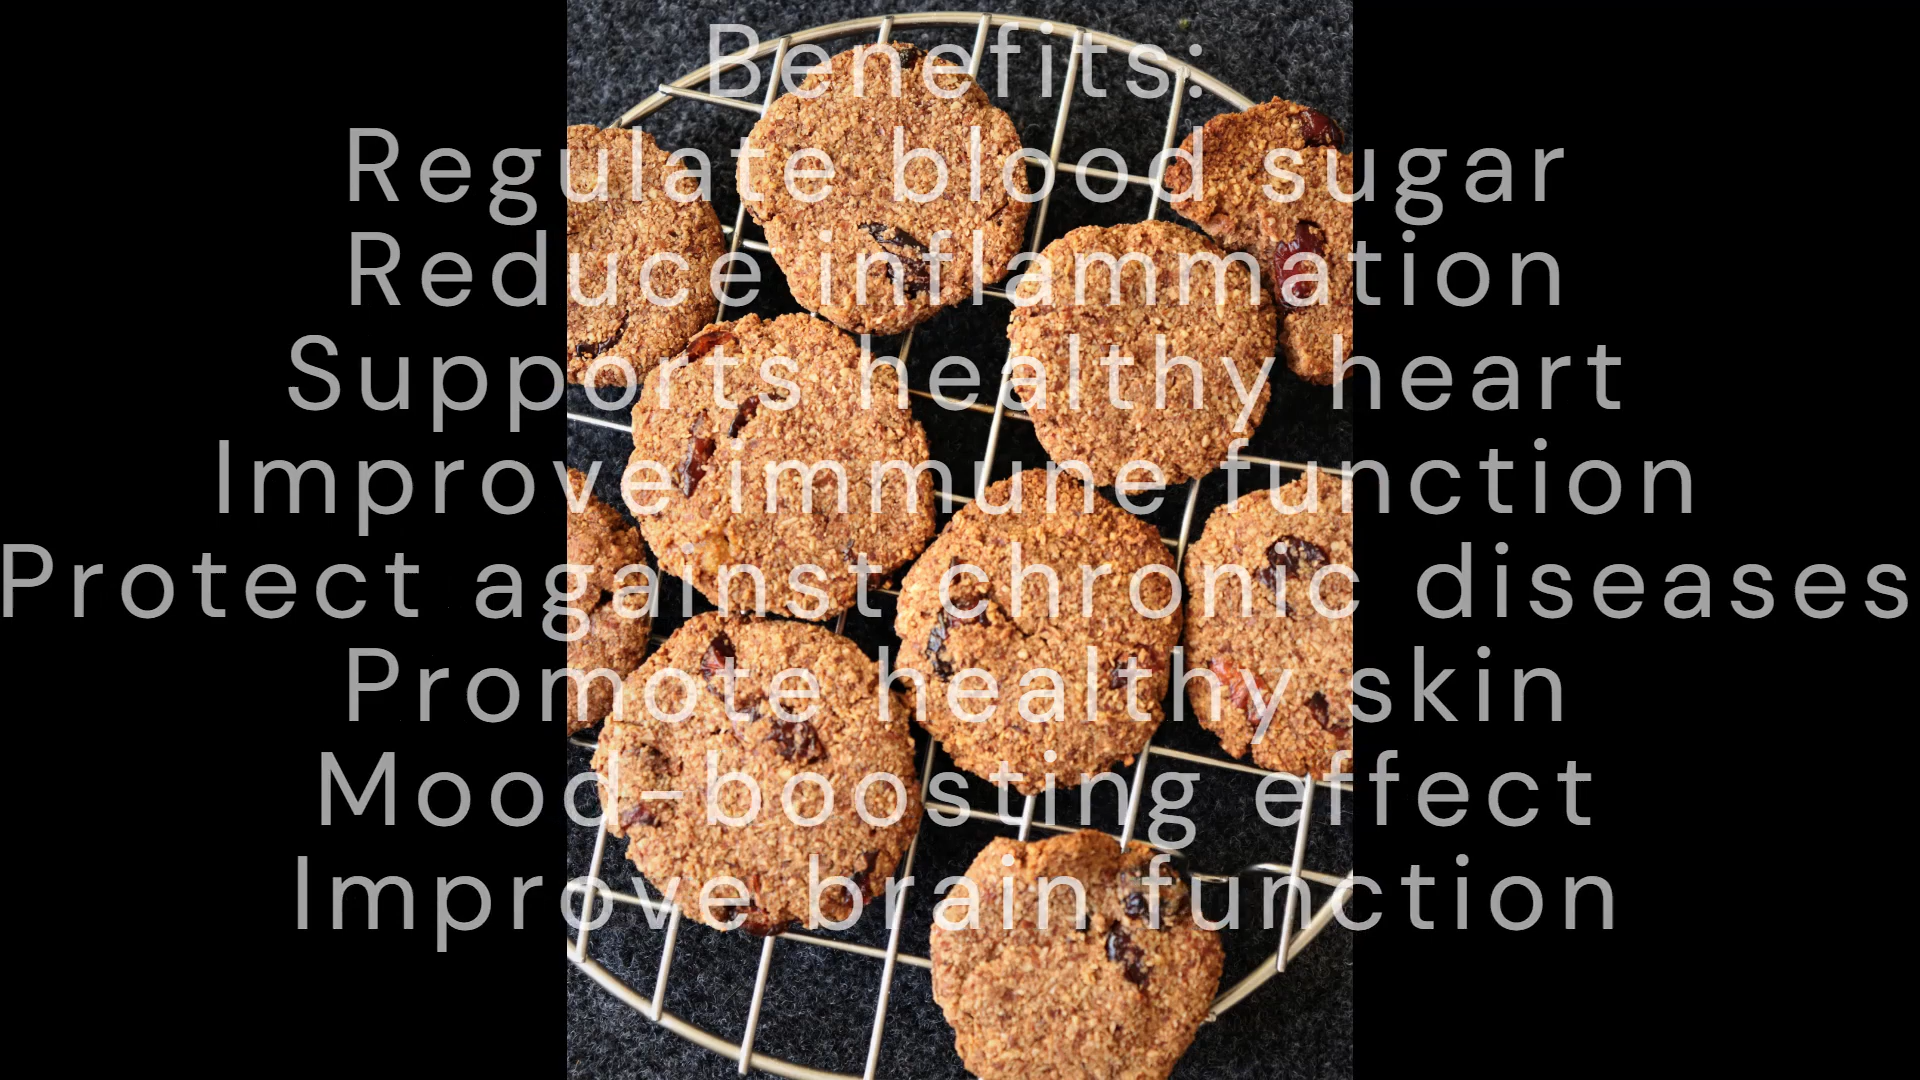 Benefits:
Regulate blood sugar
Reduce inflammation
Supports healthy heart
Improve immune function
Protect against chronic diseases
Promote healthy skin
Mood-boosting effect
Improve brain function